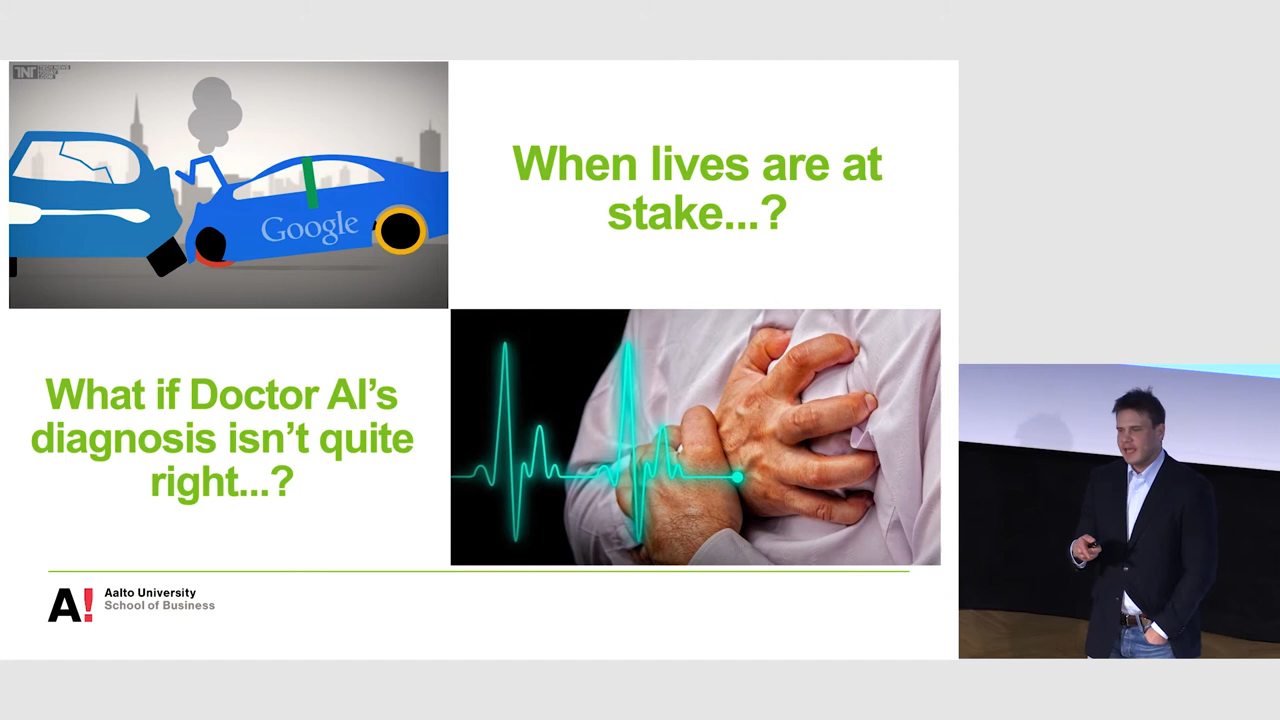 Google
When lives are at
stake...?
What if Doctor AI’s
diagnosis isn’t quite
right...?
A!
Aalto University
School of Business
TNT